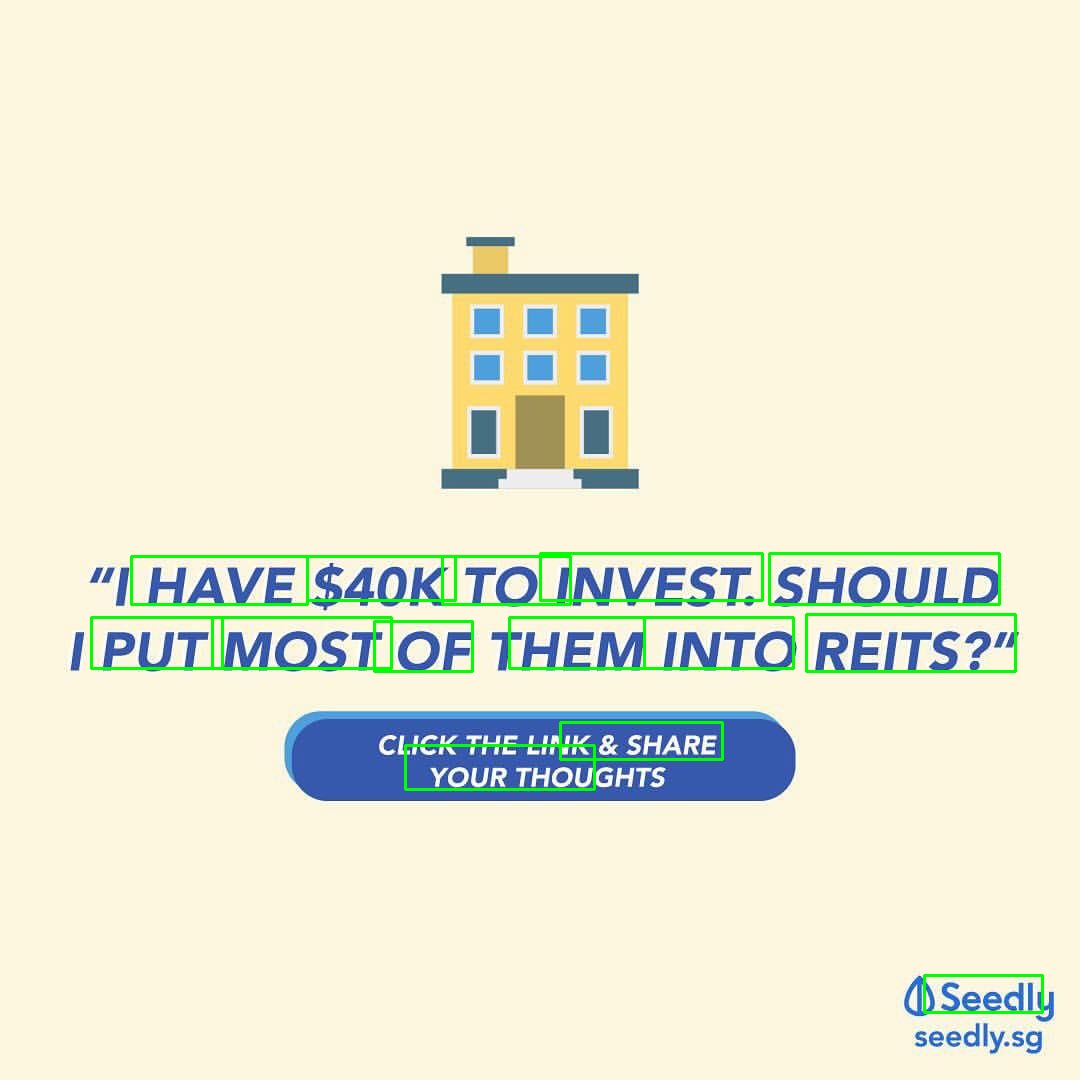 “I HAVE $40K TO INVEST. SHOULD
I PUT MOST OF THEM INTO REITS?“
CLICK THE LINK & SHARE
YOUR THOUGHTS
Seedly
seedly.sg